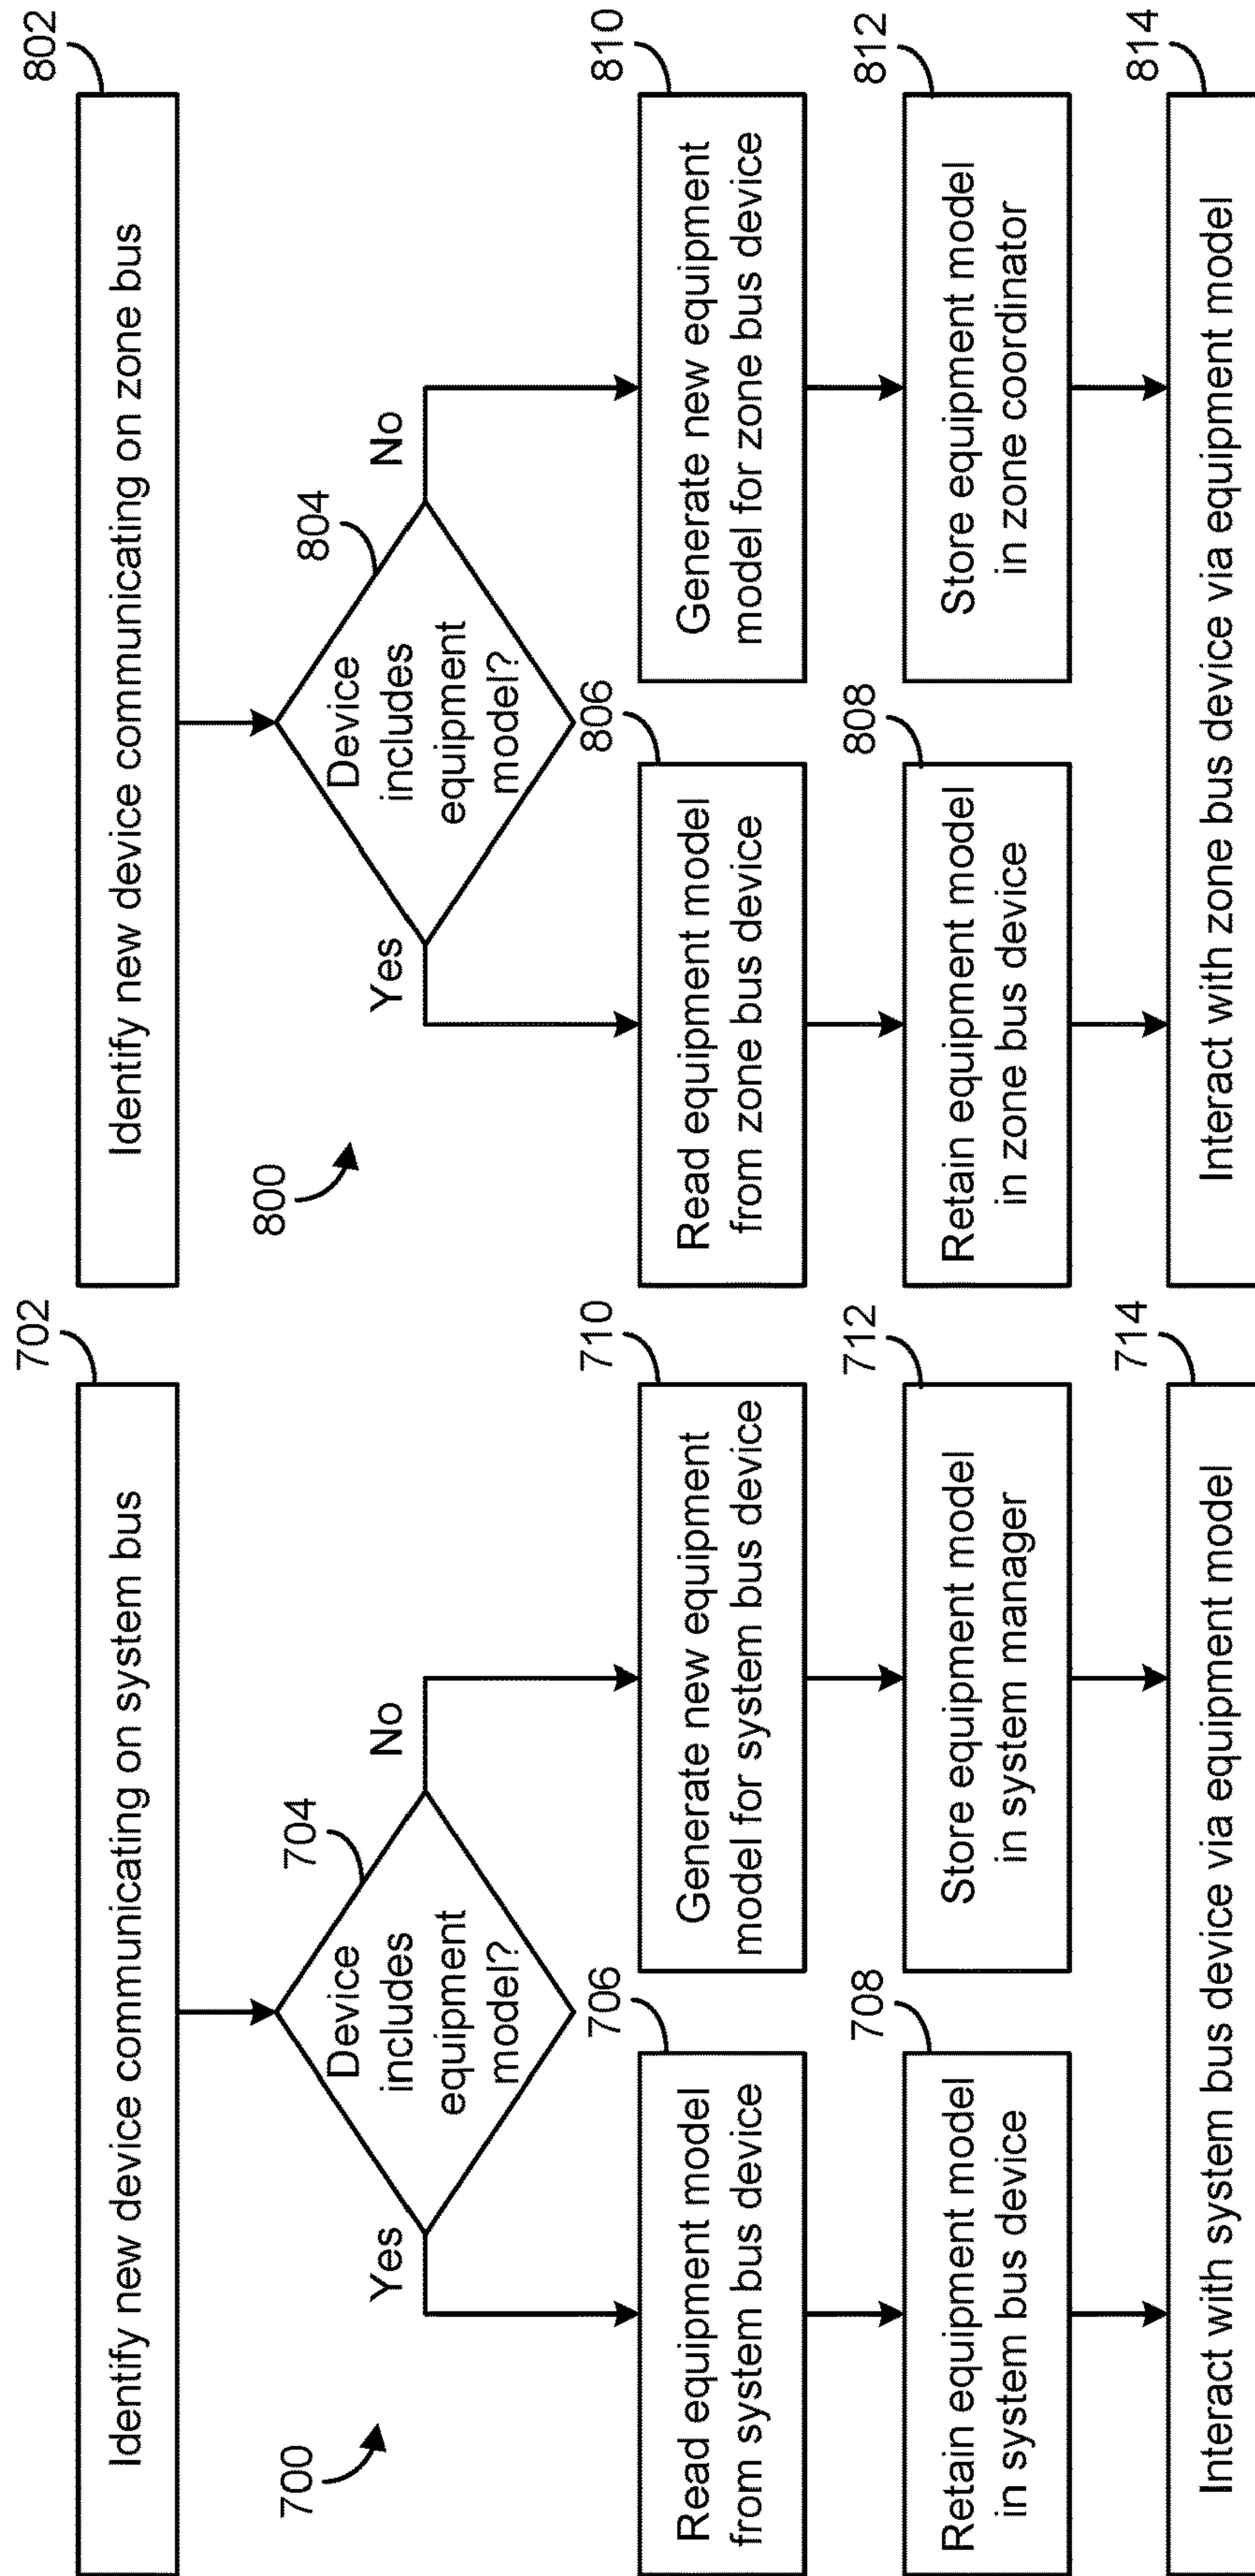 700
702
Identify new device communicating on system bus
704
Device
includes
equipment
model?
Yes
No
706
Read equipment model
from system bus device
710
Generate new equipment
model for system bus device
708
Retain equipment model
in system bus device
712
Store equipment model
in system manager
714
Interact with system bus device via equipment model
800
802
Identify new device communicating on zone bus
804
Device
includes
equipment
model?
Yes
No
806
Read equipment model
from zone bus device
810
Generate new equipment
model for zone bus device
808
Retain equipment model
in zone bus device
812
Store equipment model
in zone coordinator
814
Interact with zone bus device via equipment model